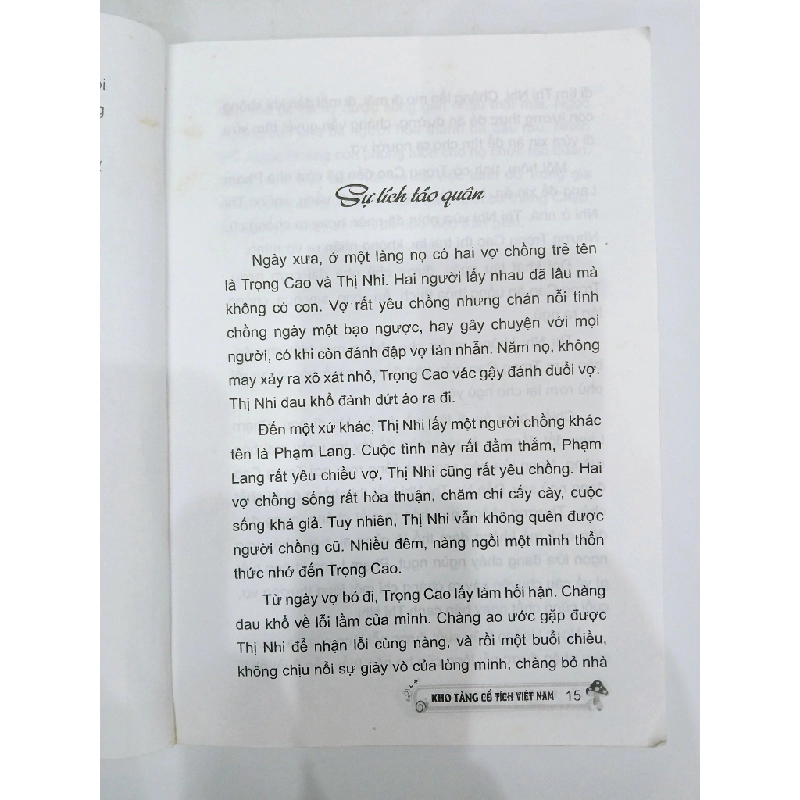 Sự tích táo quân
Ngày xưa, ở một làng nọ có hai vợ chồng trẻ tên
là Trọng Cao và Thị Nhi. Hai người lấy nhau đã lâu mà
không có con. Vợ rất yêu chồng nhưng chán nỗi tính
chồng ngày một bạo ngược, hay gây chuyện với mọi
người, có khi còn đánh đập vợ tàn nhẫn. Năm nọ, không
may xảy ra xô xát nhỏ, Trọng Cao vác gậy đánh đuổi vợ.
Thị Nhi đau khổ đành dứt áo ra đi.
Đến một xứ khác, Thị Nhi lấy một người chồng khác
tên là Phạm Lang. Cuộc tình này rất đằm thắm, Phạm
Lang rất yêu chiều vợ, Thị Nhi cũng rất yêu chồng. Hai
vợ chồng sống rất hòa thuận, chăm chỉ cấy cày, cuộc
sống khá giả. Tuy nhiên, Thị Nhi vẫn không quên được
người chồng cũ. Nhiều đêm, nàng ngồi một mình thổn
thức nhớ đến Trọng Cao.
Từ ngày vợ bỏ đi, Trọng Cao lấy làm hối hận. Chàng
đau khổ về lỗi lầm của mình. Chàng ao ước gặp được
Thị Nhi để nhận lỗi cùng nàng, và rồi một buổi chiều,
không chịu nổi sự giày vò của lòng mình, chàng bỏ nhà
KHO TÀNG CỔ TÍCH VIỆT NAM 15